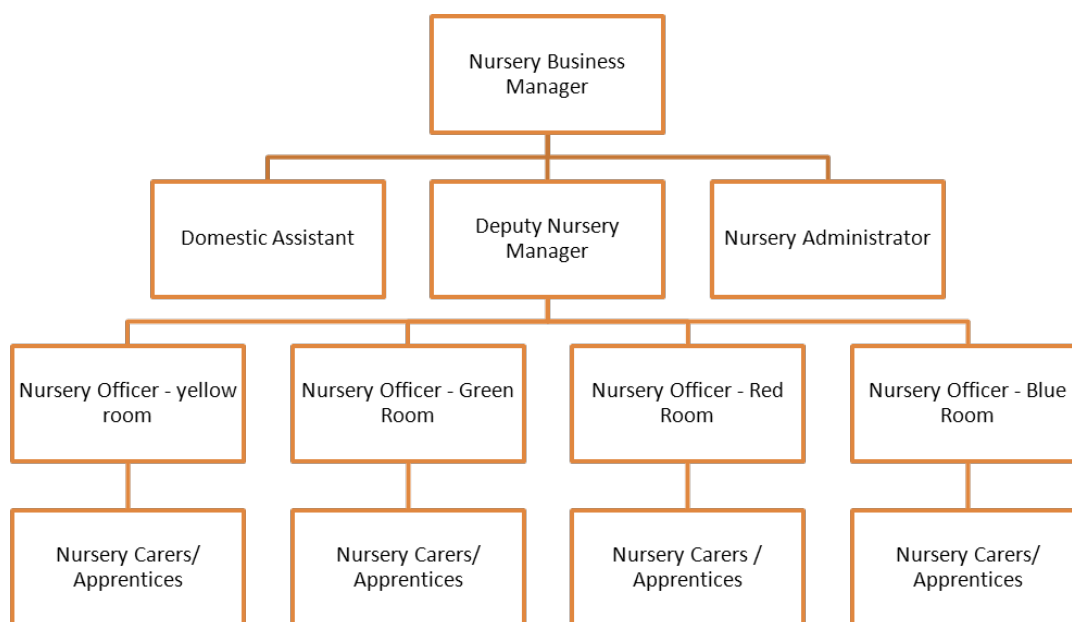 Nursery Business
Manager
Domestic Assistant
Deputy Nursery
Manager
Nursery Administrator
Nursery Officer - yellow
room
Nursery Officer - Green
Room
Nursery Officer - Red
Room
Nursery Officer - Blue
Room
Nursery Carers/
Apprentices
Nursery Carers/
Apprentices
Nursery Carers /
Apprentices
Nursery Carers/
Apprentices